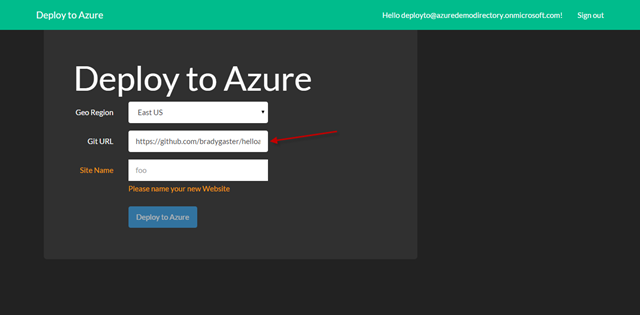 Deploy to Azure
Hello deployto@azuredemodirectory.onmicrosoft.com!
Sign out
Deploy to Azure
Geo Region
East US
Git URL
https://github.com/bradygaster/helloa
Site Name
foo
Please name your new Website
Deploy to Azure